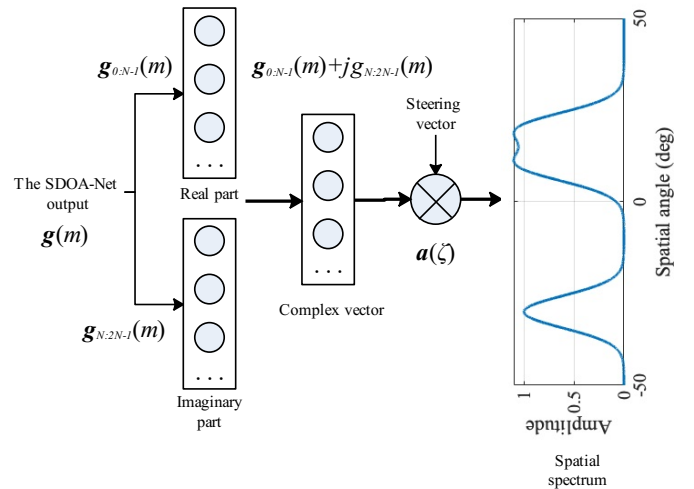 g0:N-1(m)
g0:N-1(m)+jgN:2N-1(m)
Steering
vector
...
Real part
The SDOA-Net
output
g(m)
a(ζ)
...
Complex vector
gN:2N-1(m)
...
Imaginary
part
50
0
-50
Spatial angle (deg)
1
0.5
0
Amplitude
Spatial
spectrum